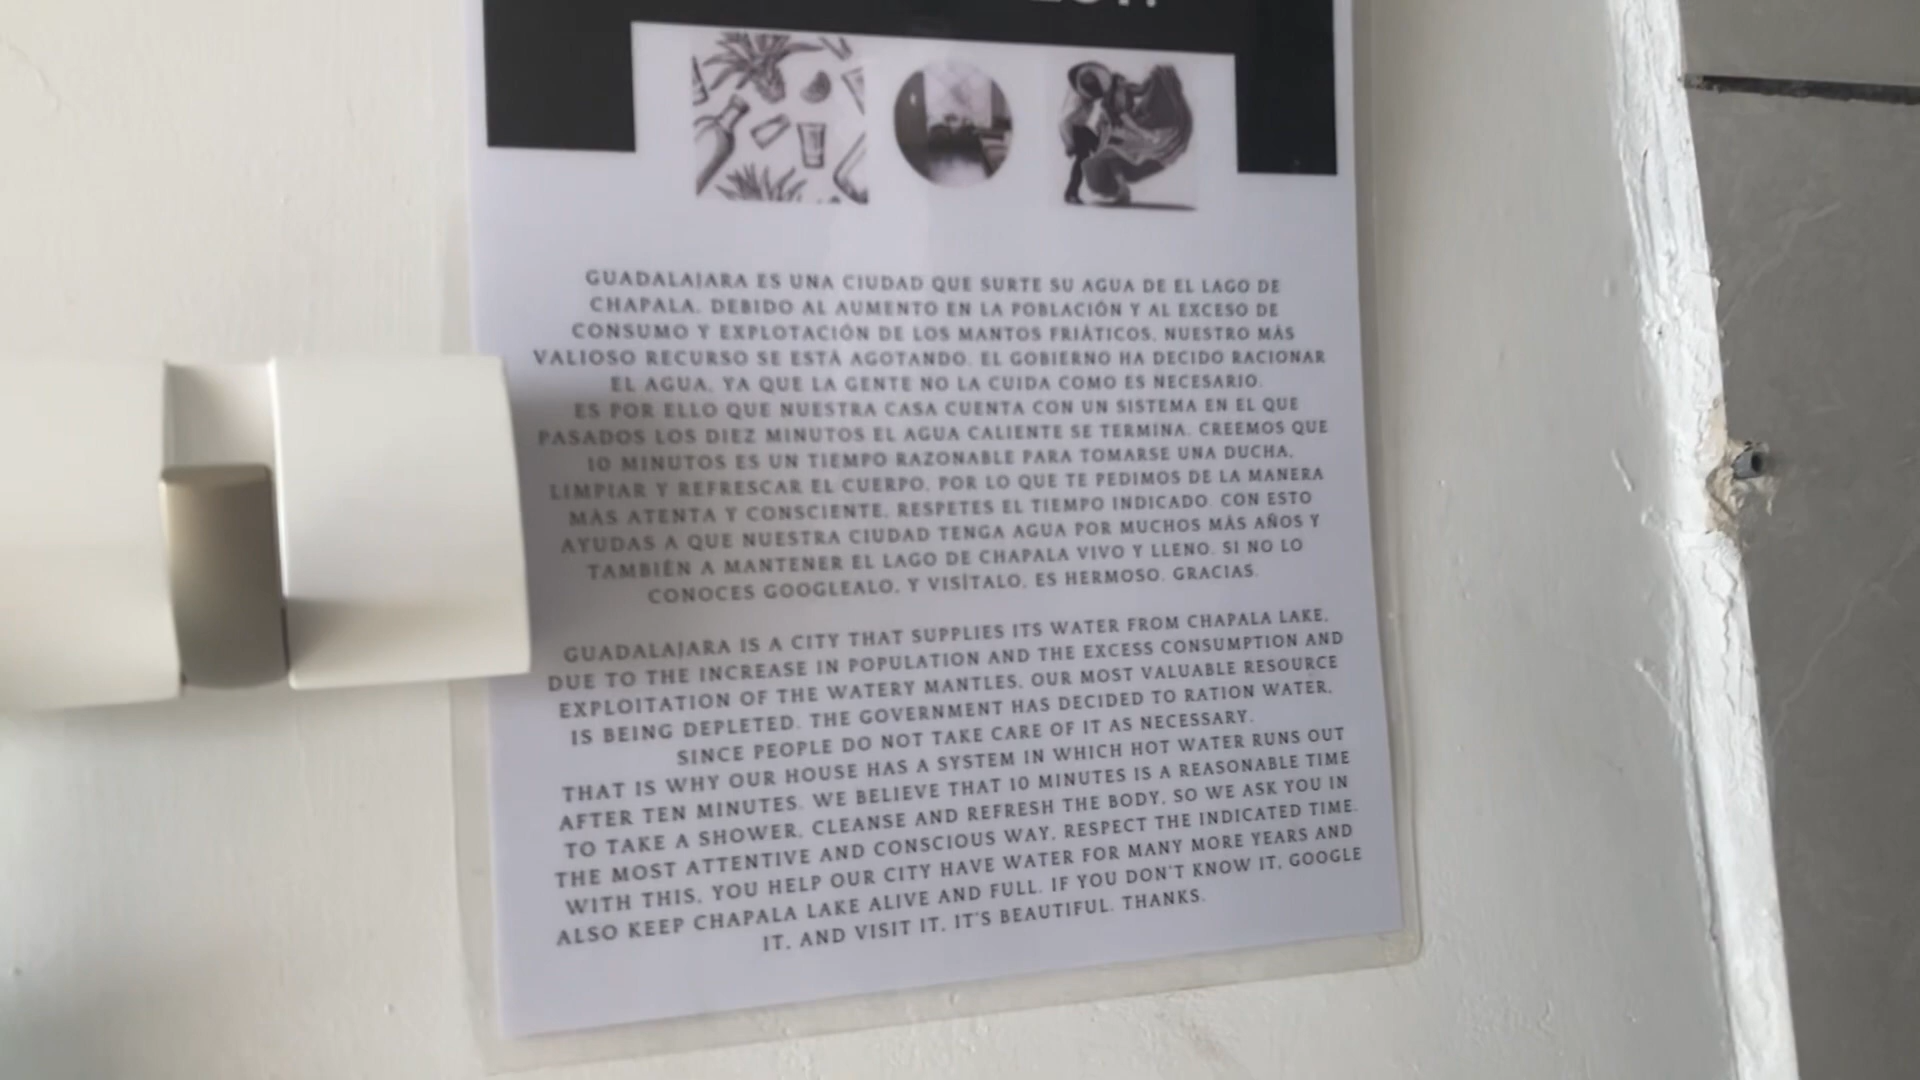 GUADALAJARA ES UNA CIUDAD QUE SURTE SU AGUA DE EL LAGO DE
CHAPALA. DEBIDO AL AUMENTO EN LA POBLACIÓN Y AL EXCESO DE
CONSUMO Y EXPLOTACIÓN DE LOS MANTOS FRIÁTICOS, NUESTRO MÁS
VALIOSO RECURSO SE ESTÁ AGOTANDO. EL GOBIERNO HA DECIDO RACIONAR
EL AGUA, YA QUE LA GENTE NO LA CUIDA COMO ES NECESARIO.
ES POR ELLO QUE NUESTRA CASA CUENTA CON UN SISTEMA EN EL QUE
PASADOS LOS DIEZ MINUTOS EL AGUA CALIENTE SE TERMINA. CREEMOS QUE
10 MINUTOS ES UN TIEMPO RAZONABLE PARA TOMARSE UNA DUCHA,
LIMPIAR Y REFRESCAR EL CUERPO, POR LO QUE TE PEDIMOS DE LA MANERA
MÁS ATENTA Y CONSCIENTE, RESPETES EL TIEMPO INDICADO. CON ESTO
AYUDAS A QUE NUESTRA CIUDAD TENGA AGUA POR MUCHOS MÁS AÑOS Y
TAMBIÉN A MANTENER EL LAGO DE CHAPALA VIVO Y LLENO. SI NO LO
CONOCES GOOGLEALO, Y VISÍTALO, ES HERMOSO. GRACIAS.
GUADALAJARA IS A CITY THAT SUPPLIES ITS WATER FROM CHAPALA LAKE,
DUE TO THE INCREASE IN POPULATION AND THE EXCESS CONSUMPTION AND
EXPLOITATION OF THE WATERY MANTLES, OUR MOST VALUABLE RESOURCE
IS BEING DEPLETED. THE GOVERNMENT HAS DECIDED TO RATION WATER,
SINCE PEOPLE DO NOT TAKE CARE OF IT AS NECESSARY.
THAT IS WHY OUR HOUSE HAS A SYSTEM IN WHICH HOT WATER RUNS OUT
AFTER TEN MINUTES. WE BELIEVE THAT 10 MINUTES IS A REASONABLE TIME
TO TAKE A SHOWER, CLEANSE AND REFRESH THE BODY, SO WE ASK YOU IN
THE MOST ATTENTIVE AND CONSCIOUS WAY, RESPECT THE INDICATED TIME.
WITH THIS, YOU HELP OUR CITY HAVE WATER FOR MANY MORE YEARS AND
ALSO KEEP CHAPALA LAKE ALIVE AND FULL. IF YOU DON'T KNOW IT, GOOGLE
IT, AND VISIT IT, IT'S BEAUTIFUL. THANKS.